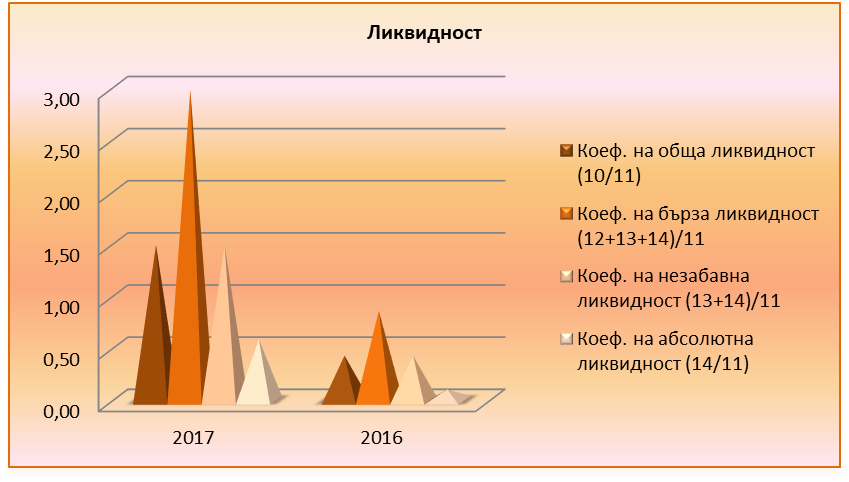 Ликвидност
3,00
2,50
2,00
1,50
1,00
0,50
0,00
2017
2016
Коеф. на обща ликвидност
(10/11)
Коеф. на бърза ликвидност
(12+13+14)/11
Коеф. на незабавна
ликвидност (13+14)/11
Коеф. на абсолютна
ликвидност (14/11)